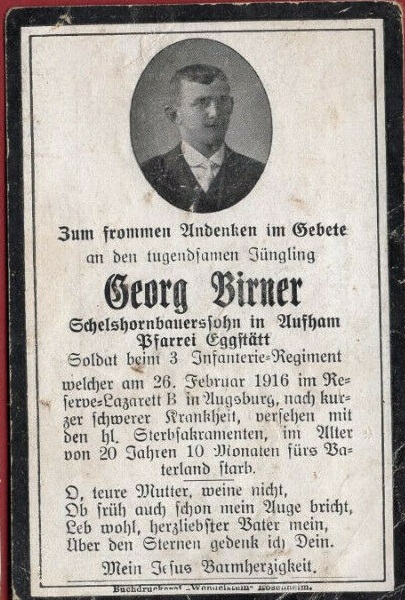 Zum frommen Andenken im Gebete
an den tugendsamen Jüngling
Georg Birner
Schelshornbauerssohn in Aufham
Pfarrei Eggstätt
Soldat beim 3 Infanterie-Regiment
welcher am 26. Februar 1916 im Re-
serve-Lazarett B in Augsburg, nach kur-
zer schwerer Krankheit, versehen mit
den hl. Sterbsakramenten, im Alter
von 20 Jahren 10 Monaten fürs Va-
terland starb.
O, teure Mutter, weine nicht,
Ob früh auch schon mein Auge bricht,
Leb wohl, herzliebster Vater mein,
Über den Sternen gedenk ich Dein.
Mein Jesus Barmherzigkeit.
Buchdruckerei „Wendelstein" Rosenheim.